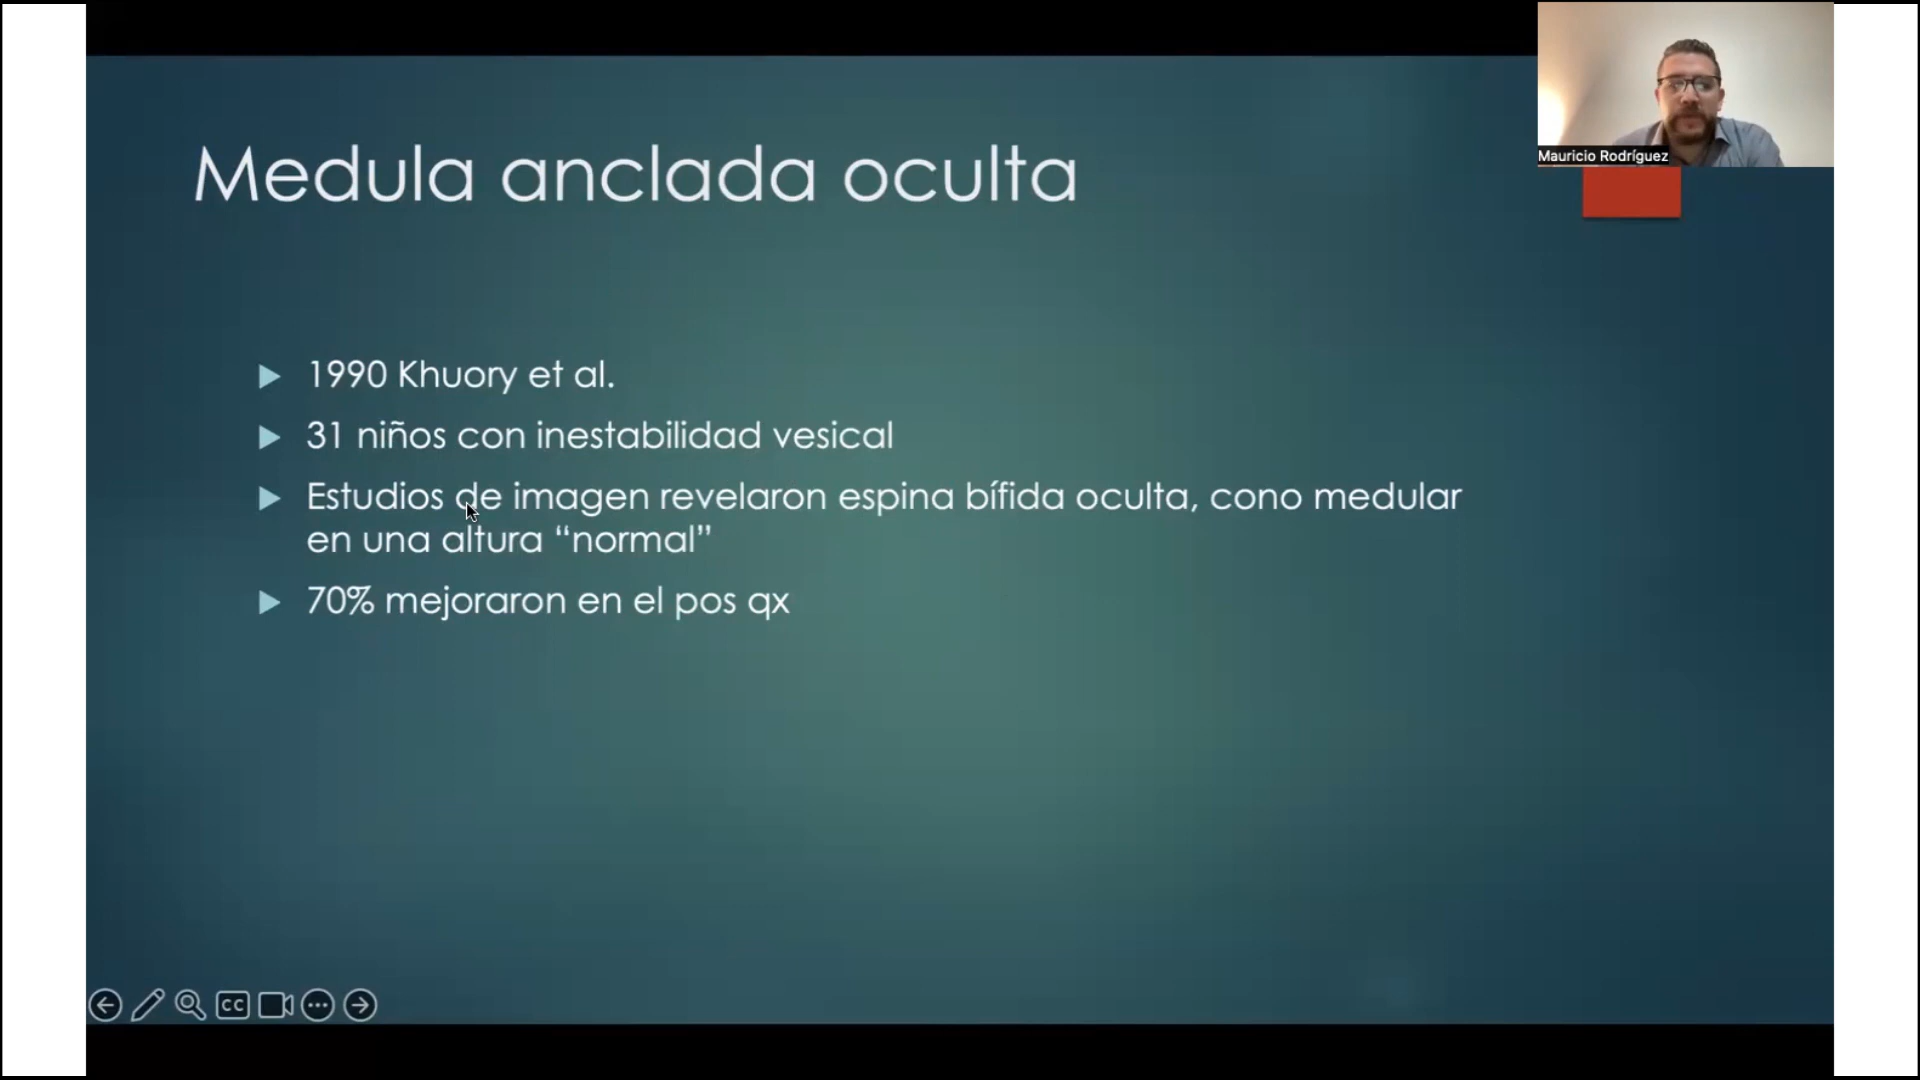 Mauricio Rodríguez
Medula anclada oculta
1990 Khuory et al.
31 niños con inestabilidad vesical
Estudios de imagen revelaron espina bífida oculta, cono medular
en una altura “normal”
70% mejoraron en el pos qx
CC